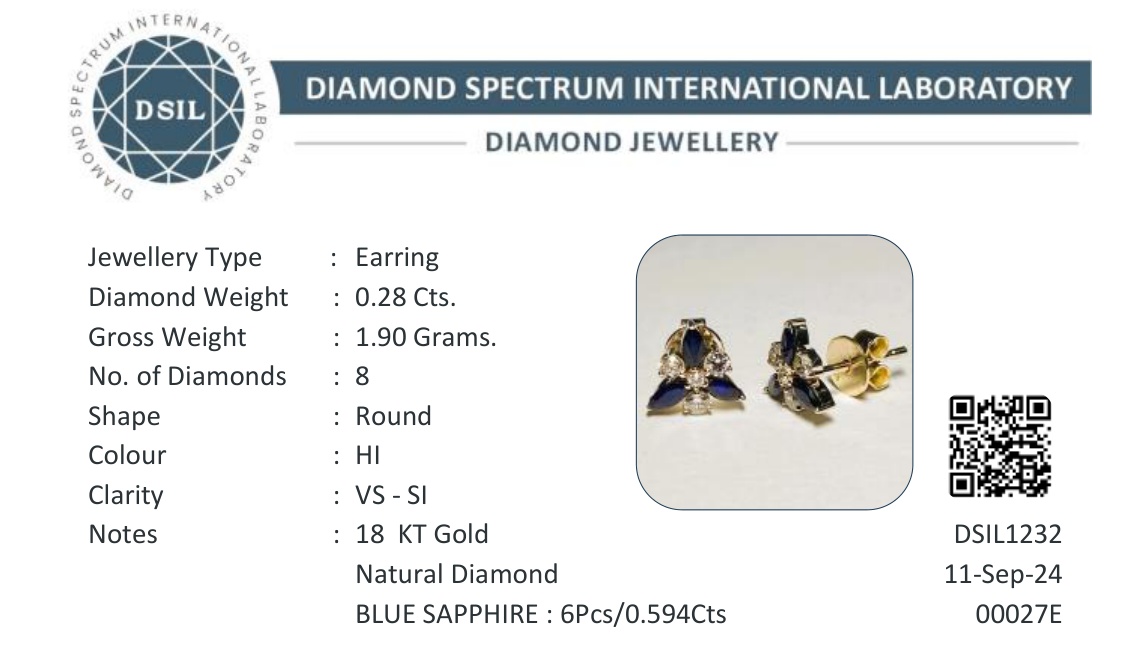 DIAMOND SPECTRUM INTERNATIONAL LABORATORY
DSIL
DIAMOND SPECTRUM INTERNATIONAL LABORATORY
DIAMOND JEWELLERY
Jewellery Type : Earring
Diamond Weight : 0.28 Cts.
Gross Weight : 1.90 Grams.
No. of Diamonds : 8
Shape : Round
Colour : HI
Clarity : VS - SI
Notes : 18 KT Gold DSIL1232
Natural Diamond 11-Sep-24
BLUE SAPPHIRE : 6Pcs/0.594Cts 00027E